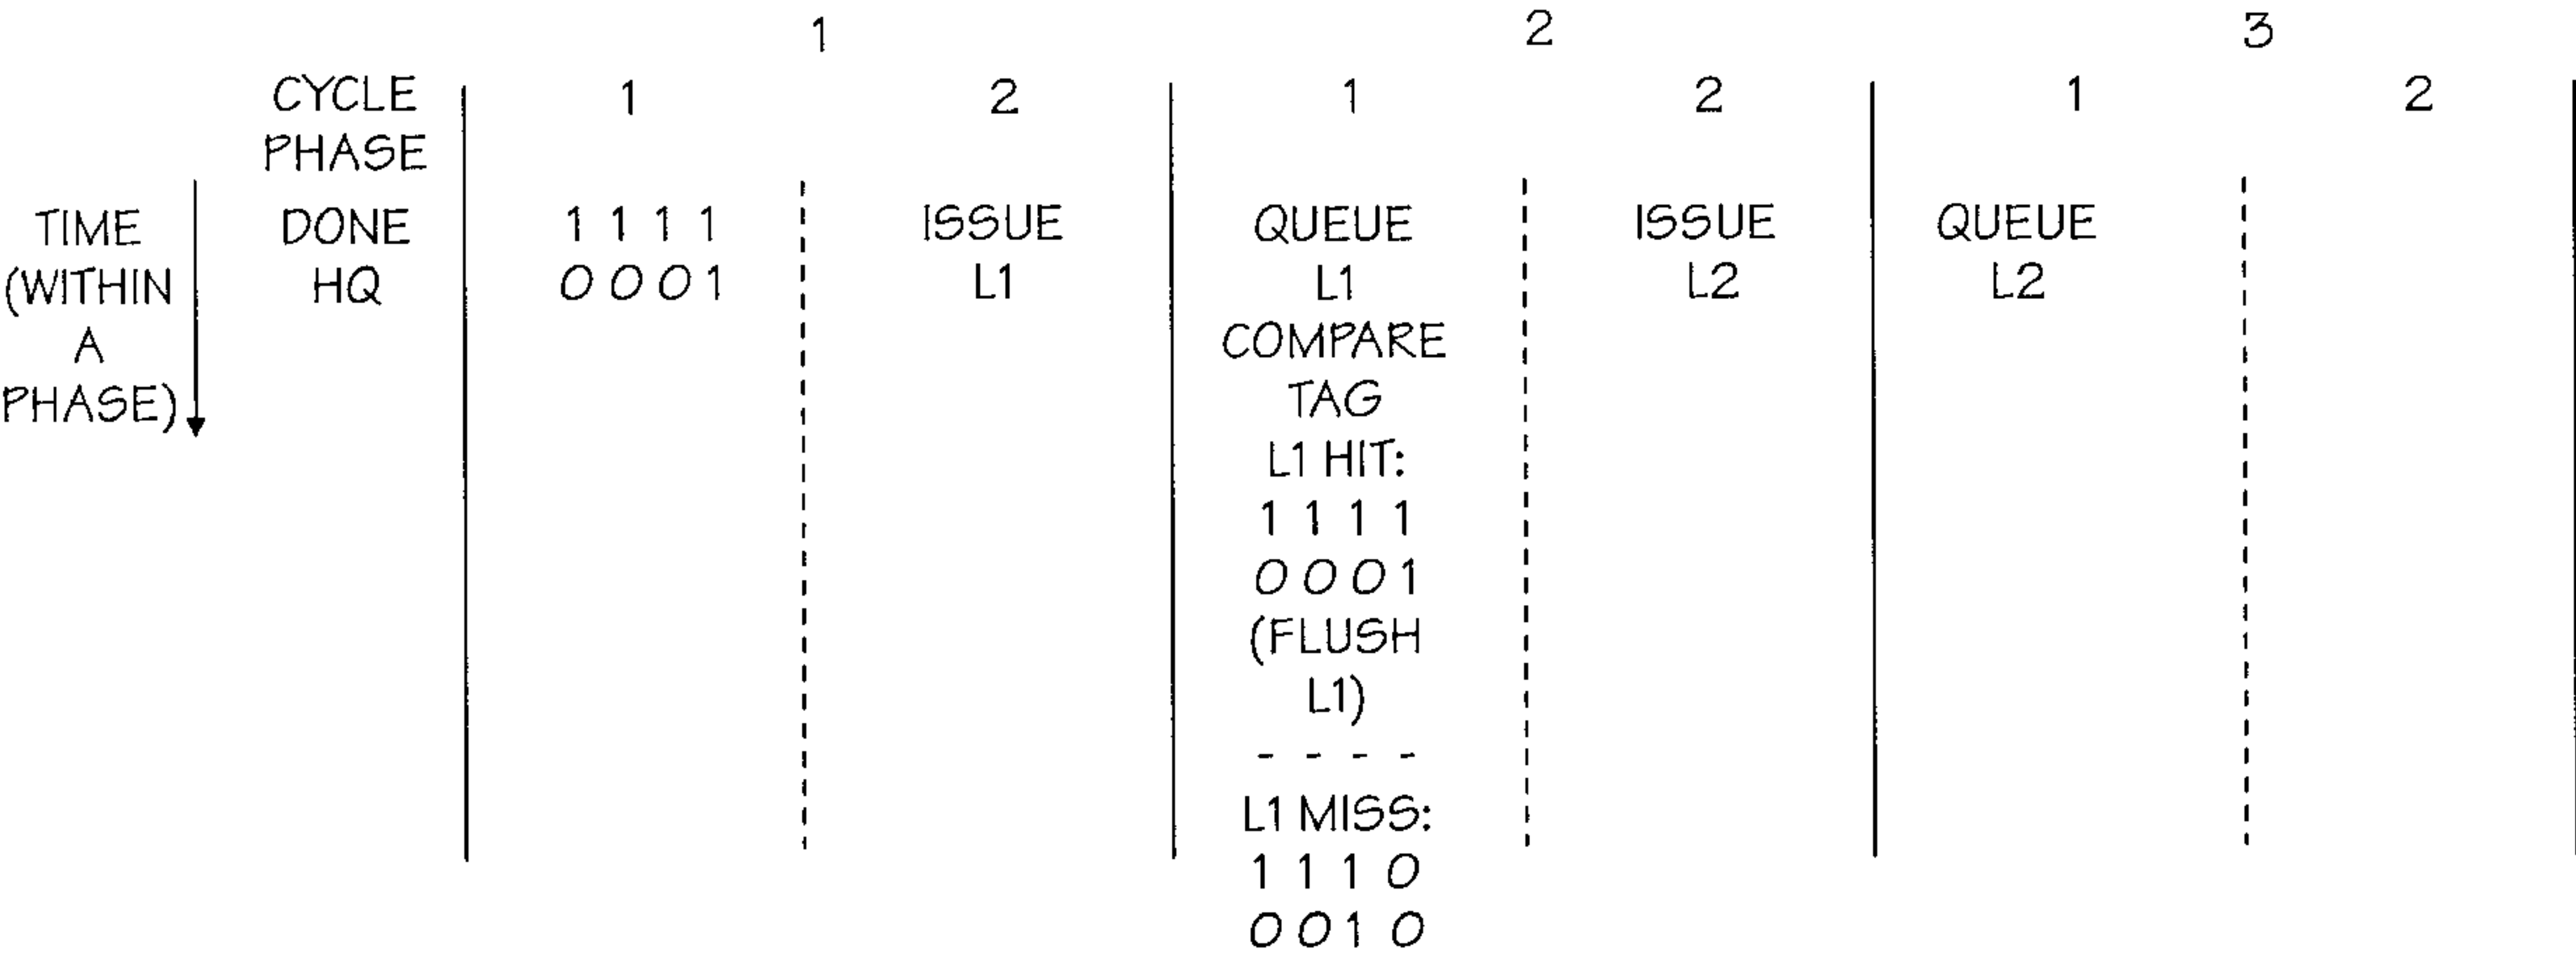 1 2 3
CYCLE 1 2 1 2 1 2
PHASE
TIME DONE 1 1 1 1 ISSUE QUEUE ISSUE QUEUE
(WITHIN HQ 0 0 0 1 L1 L1 L2 L2
A COMPARE
PHASE) TAG
L1 HIT:
1 1 1 1
0 0 0 1
(FLUSH
L1)
- - - -
L1 MISS:
1 1 1 0
0 0 1 0